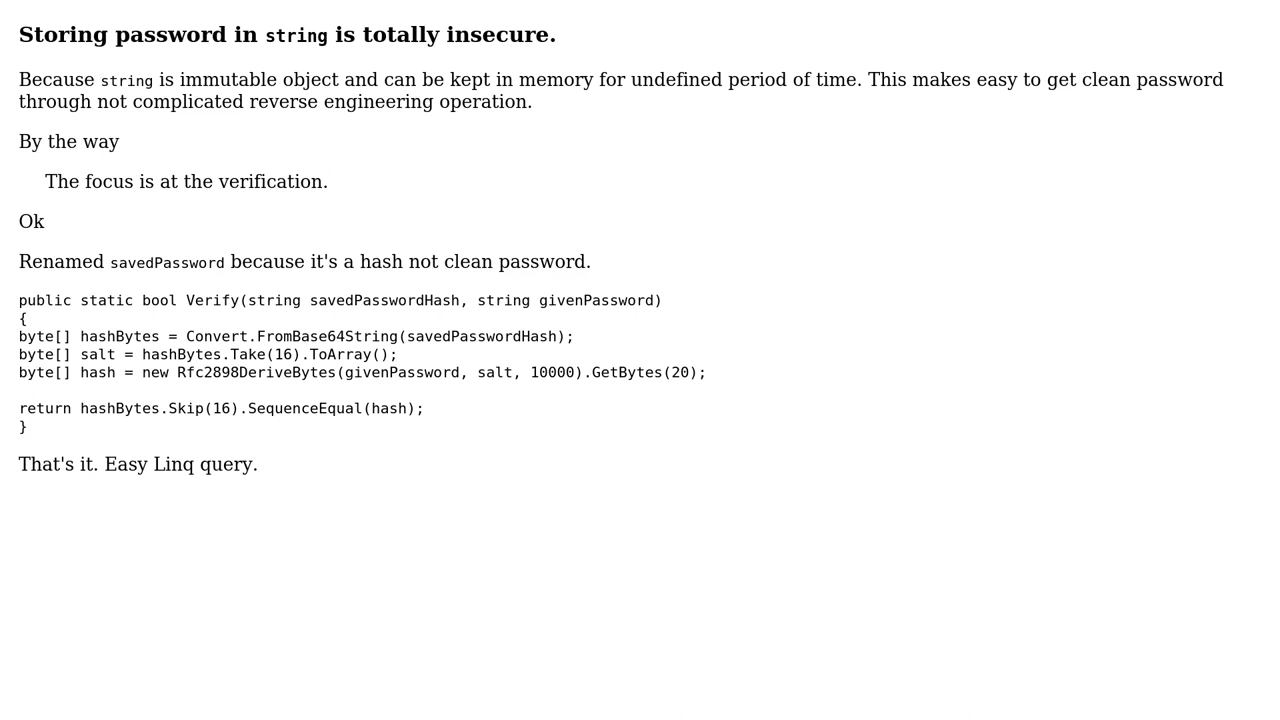 Storing password in string is totally insecure.
Because string is immutable object and can be kept in memory for undefined period of time. This makes easy to get clean password
through not complicated reverse engineering operation.
By the way
The focus is at the verification.
Ok
Renamed savedPassword because it's a hash not clean password.
public static bool Verify(string savedPasswordHash, string givenPassword)
{
byte[] hashBytes = Convert.FromBase64String(savedPasswordHash);
byte[] salt = hashBytes.Take(16).ToArray();
byte[] hash = new Rfc2898DeriveBytes(givenPassword, salt, 10000).GetBytes(20);
return hashBytes.Skip(16).SequenceEqual(hash);
}
That's it. Easy Linq query.